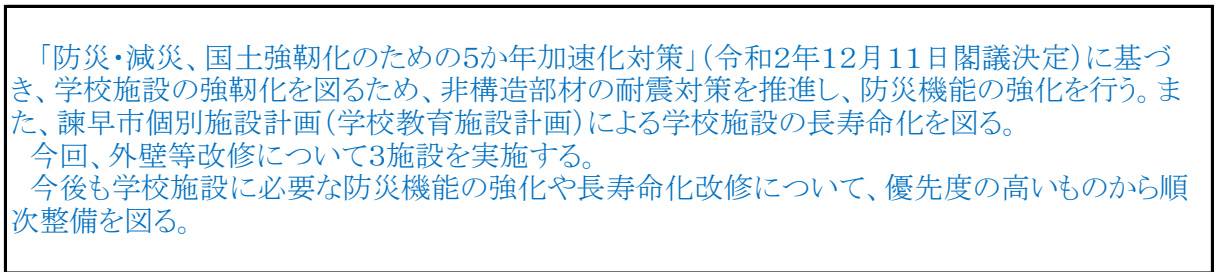 「防災・減災、国土強靭化のための5か年加速化対策」(令和2年12月11日閣議決定)に基づ
き、学校施設の強靭化を図るため、非構造部材の耐震対策を推進し、防災機能の強化を行う。ま
た、諫早市個別施設計画(学校教育施設計画)による学校施設の長寿命化を図る。
今回、外壁等改修について3施設を実施する。
今後も学校施設に必要な防災機能の強化や長寿命化改修について、優先度の高いものから順
次整備を図る。